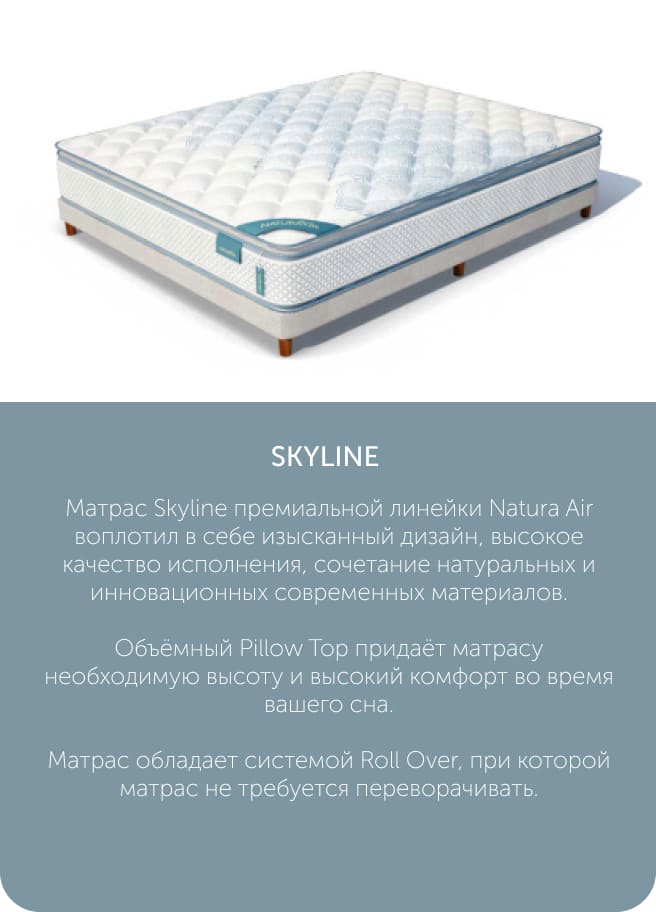 SKYLINE
Матрас Skyline премиальной линейки Natura Air
воплотил в себе изысканный дизайн, высокое
качество исполнения, сочетание натуральных и
инновационных современных материалов.
Объёмный Pillow Top придаёт матрасу
необходимую высоту и высокий комфорт во время
вашего сна.
Матрас обладает системой Roll Over, при которой
матрас не требуется переворачивать.